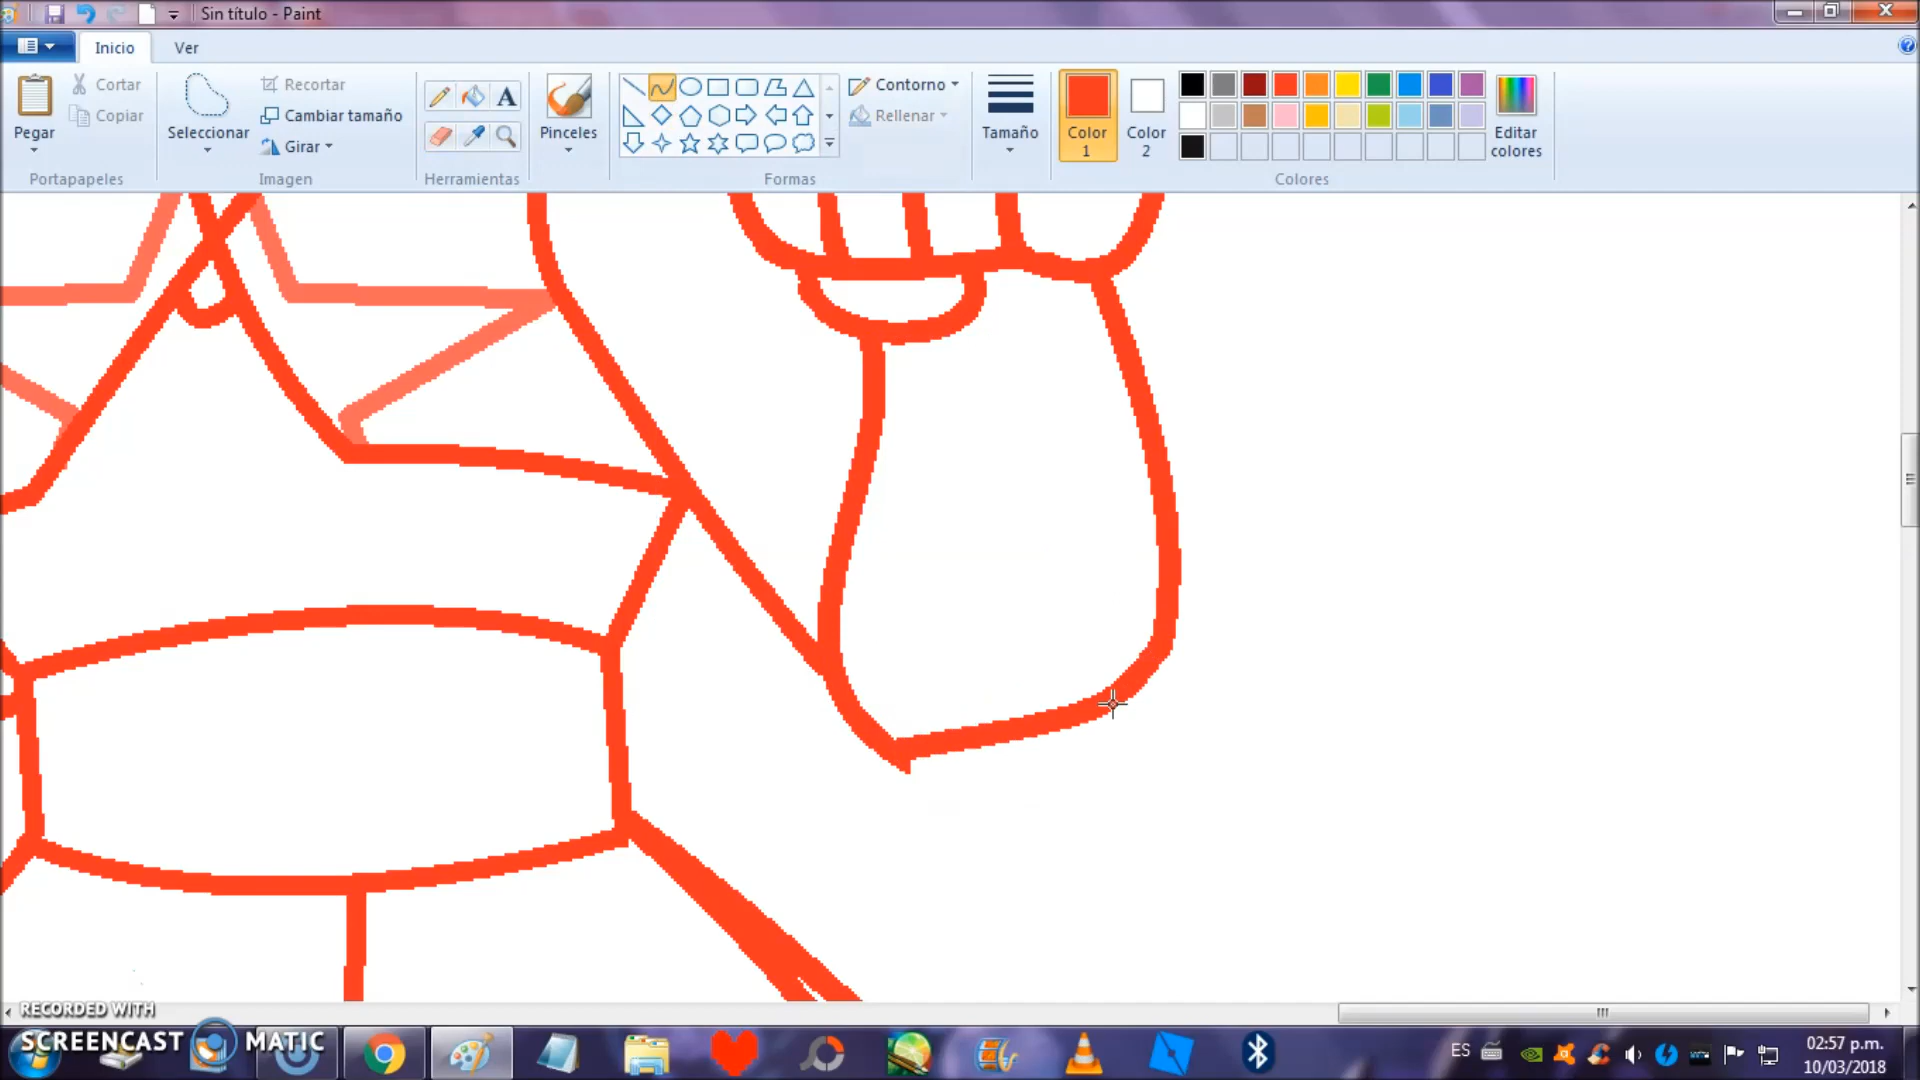 Sin título - Paint
Inicio
Ver
Pegar
Cortar
Copiar
Portapapeles
Seleccionar
Recortar
Cambiar tamaño
Girar
Imagen
A
Herramientas
Pinceles
Contorno
Rellenar
Formas
Tamaño
Color 1
Color 2
Editar colores
Colores
RECORDED WITH
SCREENCAST MATIC
ES
02:57 p.m.
10/03/2018